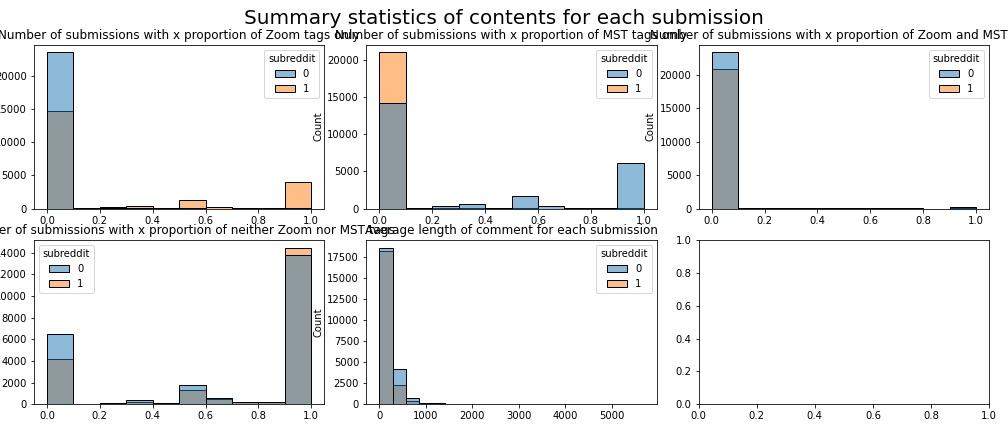 Summary statistics of contents for each submission
Number of submissions with x proportion of Zoom tags only
Number of submissions with x proportion of MST tags only
Number of submissions with x proportion of Zoom and MST
subreddit
0
1
20000
15000
10000
5000
0
0.0 0.2 0.4 0.6 0.8 1.0
Count
subreddit
0
1
20000
15000
10000
5000
0
0.0 0.2 0.4 0.6 0.8 1.0
Count
subreddit
0
1
20000
15000
10000
5000
0
0.0 0.2 0.4 0.6 0.8 1.0
er of submissions with x proportion of neither Zoom nor MST tags
Average length of comment for each submission
subreddit
0
1
14000
12000
10000
8000
6000
4000
2000
0
0.0 0.2 0.4 0.6 0.8 1.0
Count
subreddit
0
1
17500
15000
12500
10000
7500
5000
2500
0
0 1000 2000 3000 4000 5000
1.0
0.8
0.6
0.4
0.2
0.0
0.0 0.2 0.4 0.6 0.8 1.0